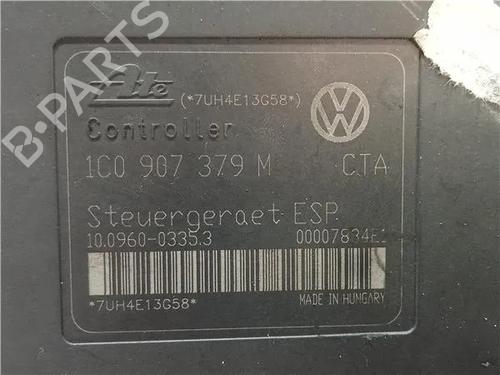 Ate (*7UH4E13G58*)
Controller
1C0 907 379 M CTA
Steuergeraet ESP
10.0960-0335.3 00007834E1
*7UH4E13G58* MADE IN HUNGARY
B-PARTS